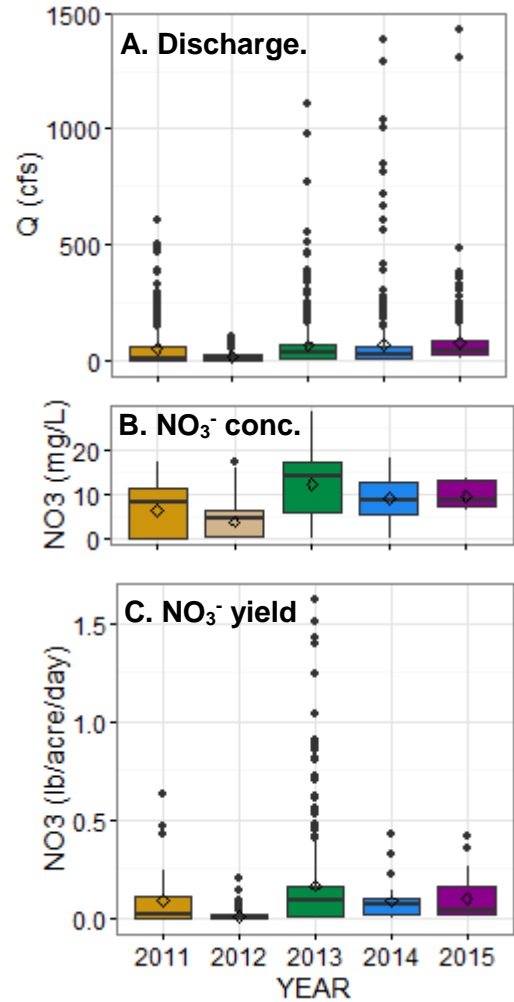 A. Discharge.
Q (cfs)
1500
1000
500
0
B. NO₃⁻ conc.
NO3 (mg/L)
20
10
0
C. NO₃⁻ yield
NO3 (lb/acre/day)
1.5
1.0
0.5
0.0
2011 2012 2013 2014 2015
YEAR